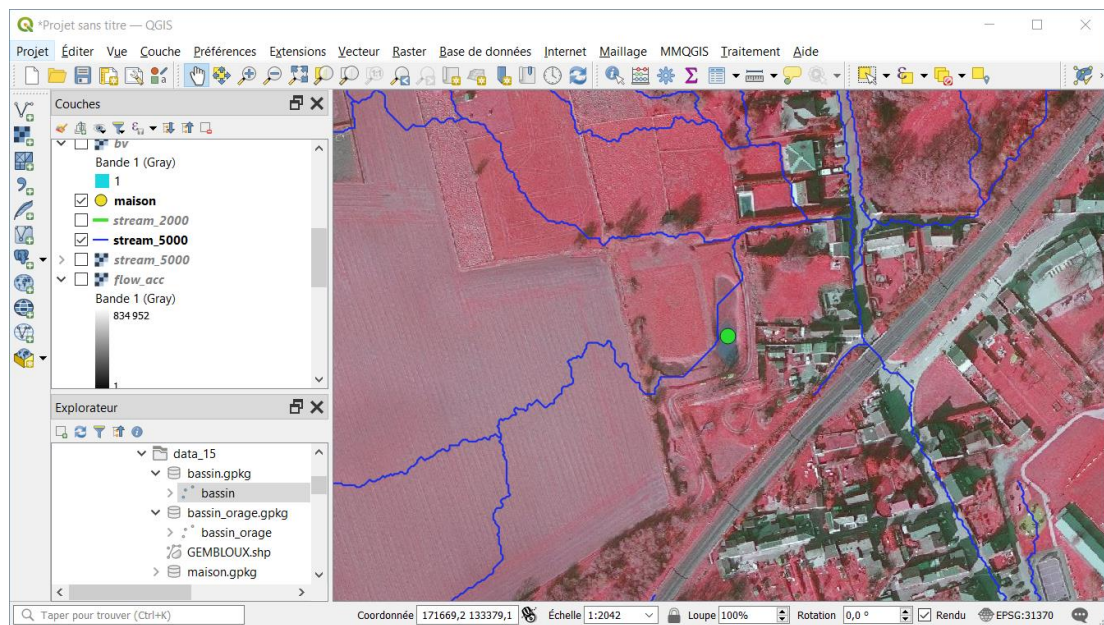 *Projet sans titre — QGIS
Projet Éditer Vue Couche Préférences Extensions Vecteur Raster Base de données Internet Maillage MMQGIS Traitement Aide
Couches
bv
Bande 1 (Gray)
1
maison
stream_2000
stream_5000
stream_5000
flow_acc
Bande 1 (Gray)
834 952
1
Explorateur
data_15
bassin.gpkg
bassin
bassin_orage.gpkg
bassin_orage
GEMBLOUX.shp
maison.gpkg
Taper pour trouver (Ctrl+K) Coordonnée 171669,2 133379,1 Échelle 1:2042 Loupe 100% Rotation 0,0 ° Rendu EPSG:31370